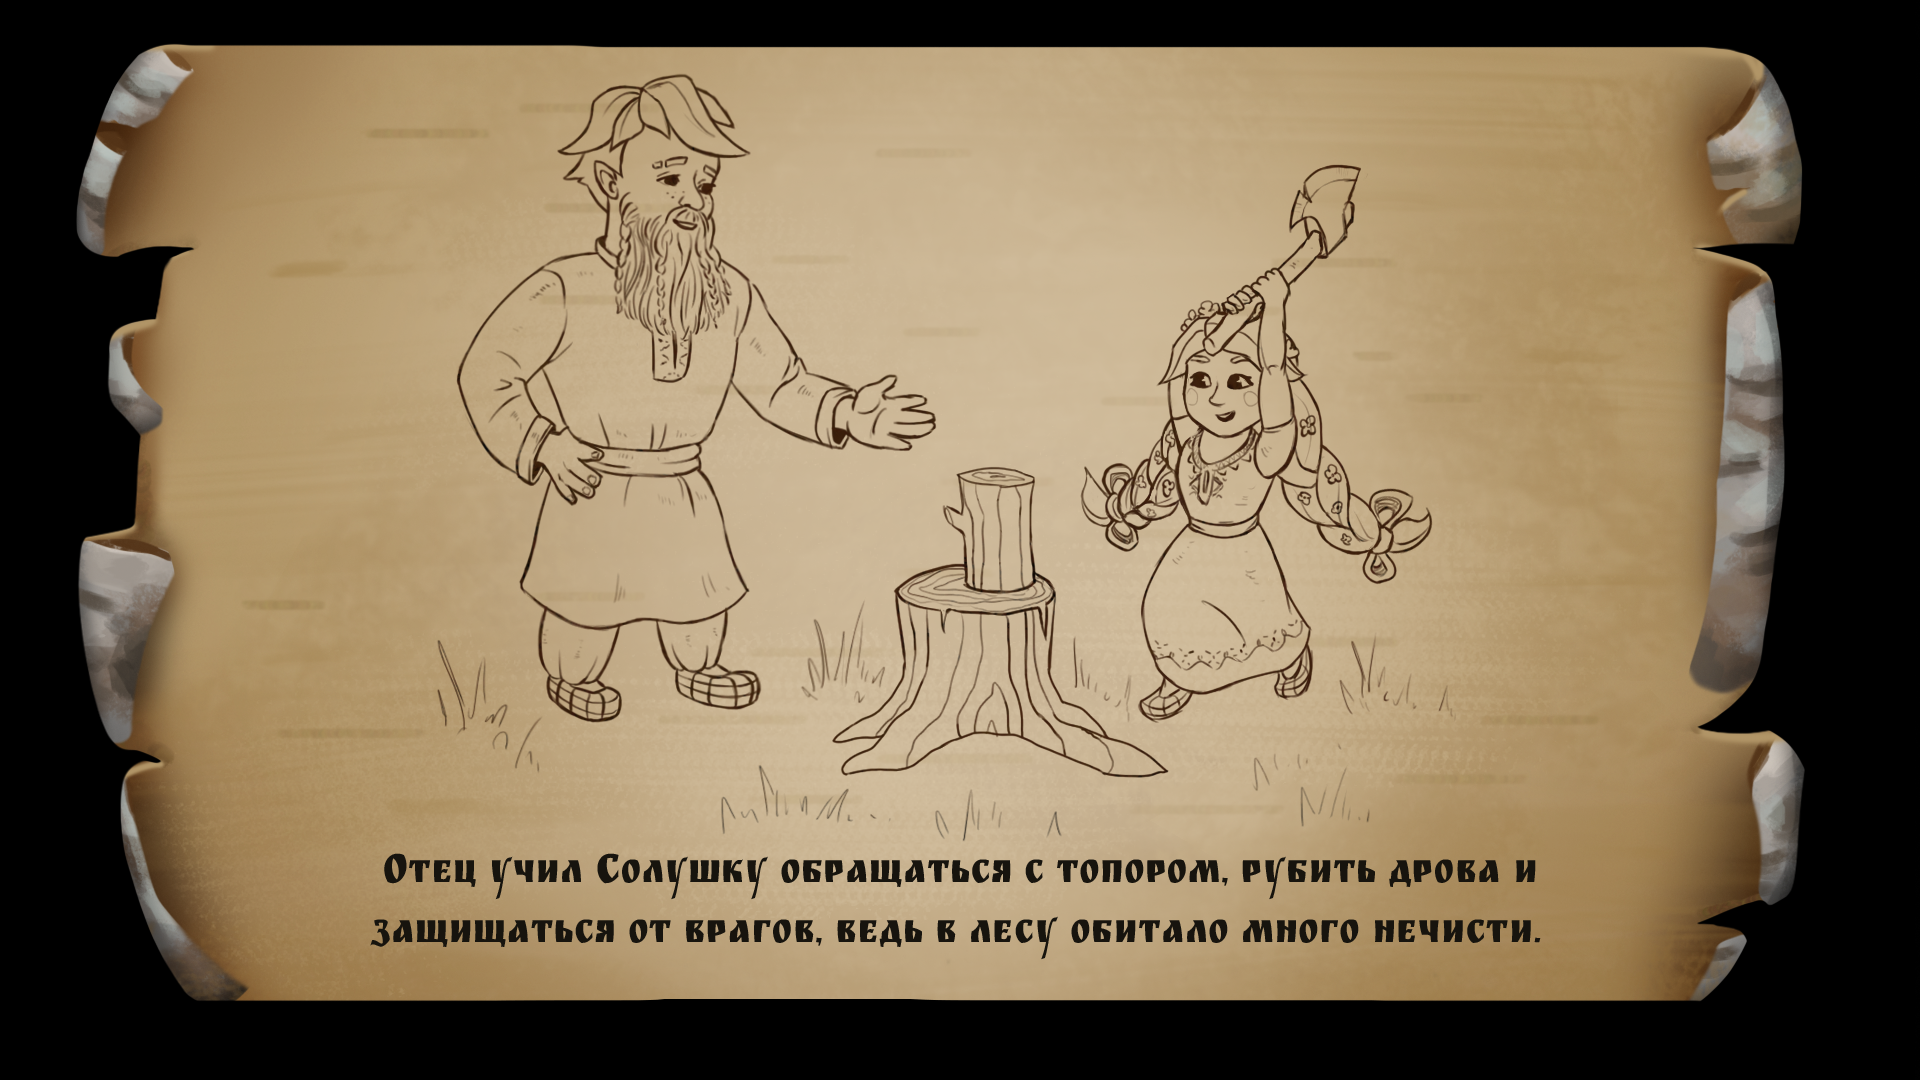 Отец учил Солушку обращаться с топором, рубить дрова и
защищаться от врагов, ведь в лесу обитало много нечисти.